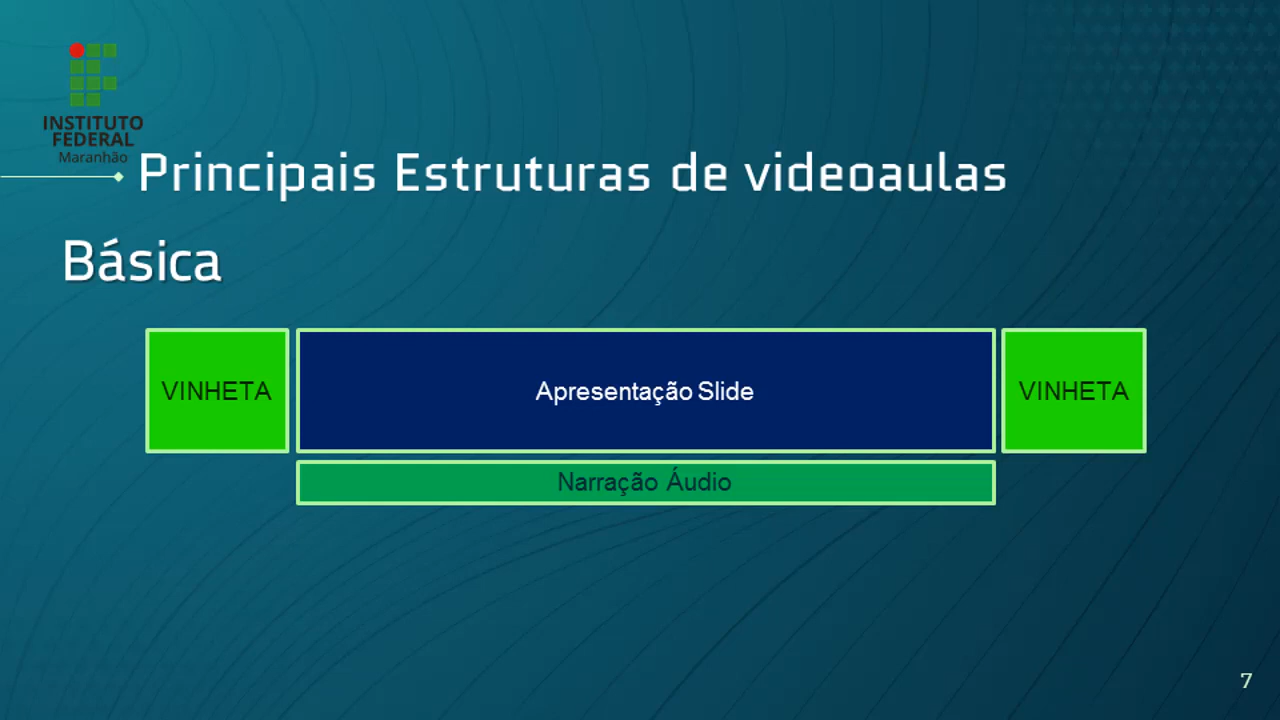 INSTITUTO
FEDERAL
Maranhão
Principais Estruturas de videoaulas
Básica
VINHETA
Apresentação Slide
VINHETA
Narração Áudio
7